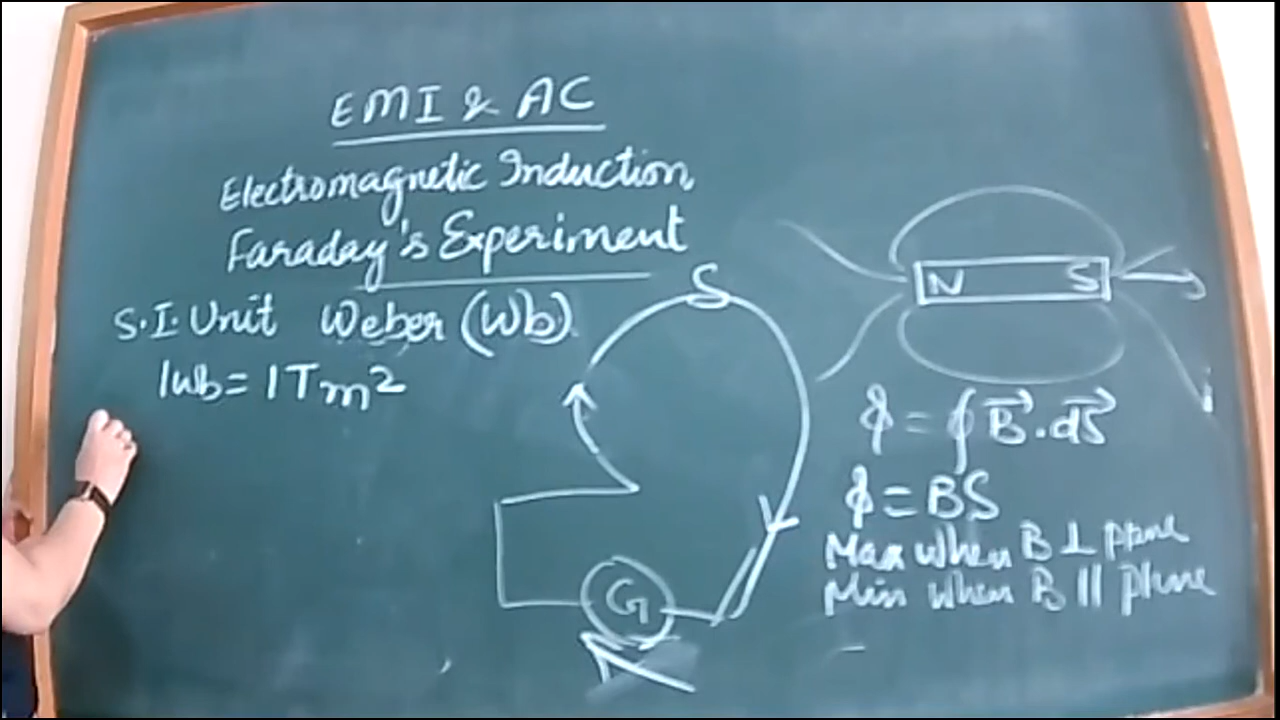 EMI & AC
Electromagnetic Induction,
Faraday's Experiment
S.I. Unit Weber (Wb)
1wb = 1Tm²
S
G
N S
ϕ = ∮ B⃗.dS⃗
ϕ = BS
Max when B ⊥ plane
Min when B || plane